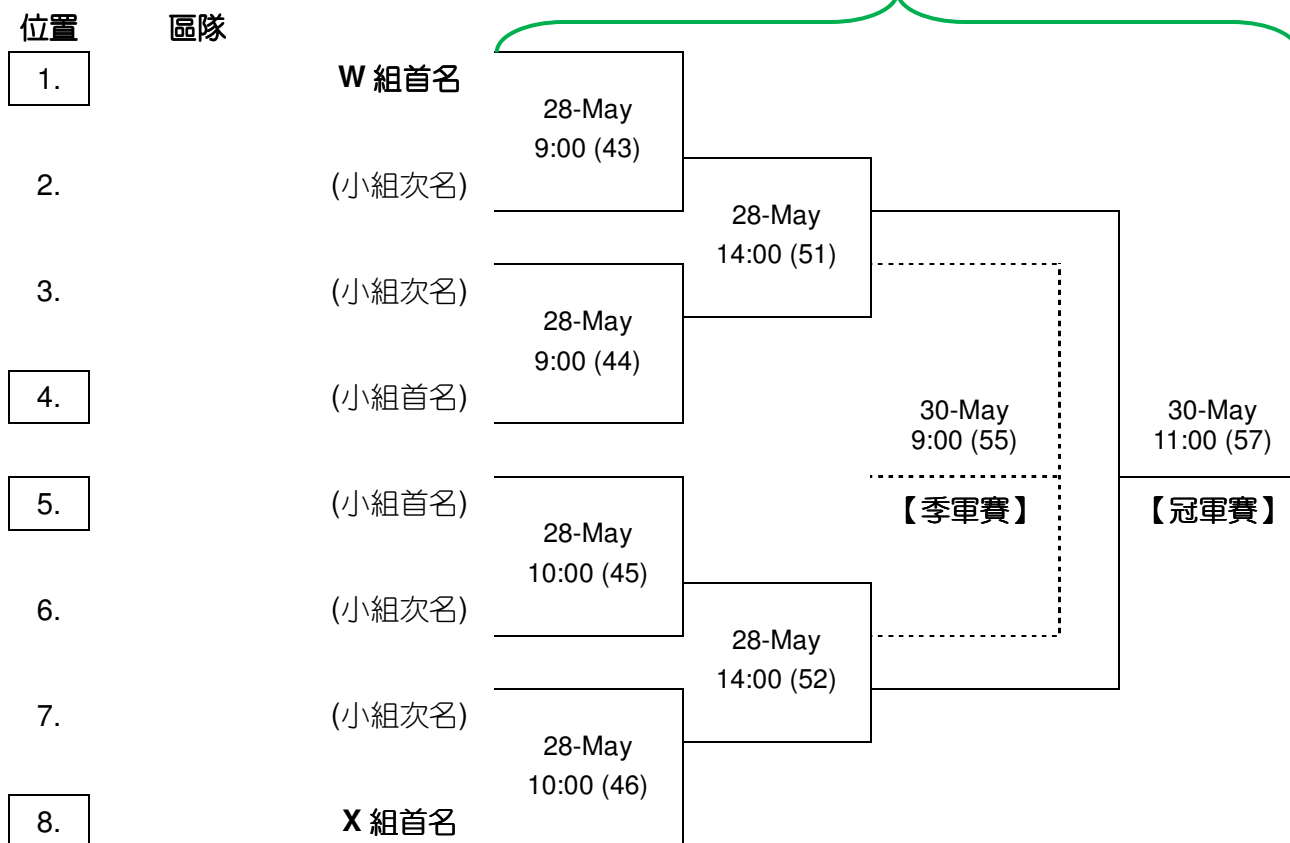 位置 區隊
1. W 組首名
28-May
9:00 (43)
2. (小組次名)
28-May
14:00 (51)
3. (小組次名)
28-May
9:00 (44)
4. (小組首名)
30-May
9:00 (55)
【季軍賽】
30-May
11:00 (57)
【冠軍賽】
5. (小組首名)
28-May
10:00 (45)
6. (小組次名)
28-May
14:00 (52)
7. (小組次名)
28-May
10:00 (46)
8. X 組首名